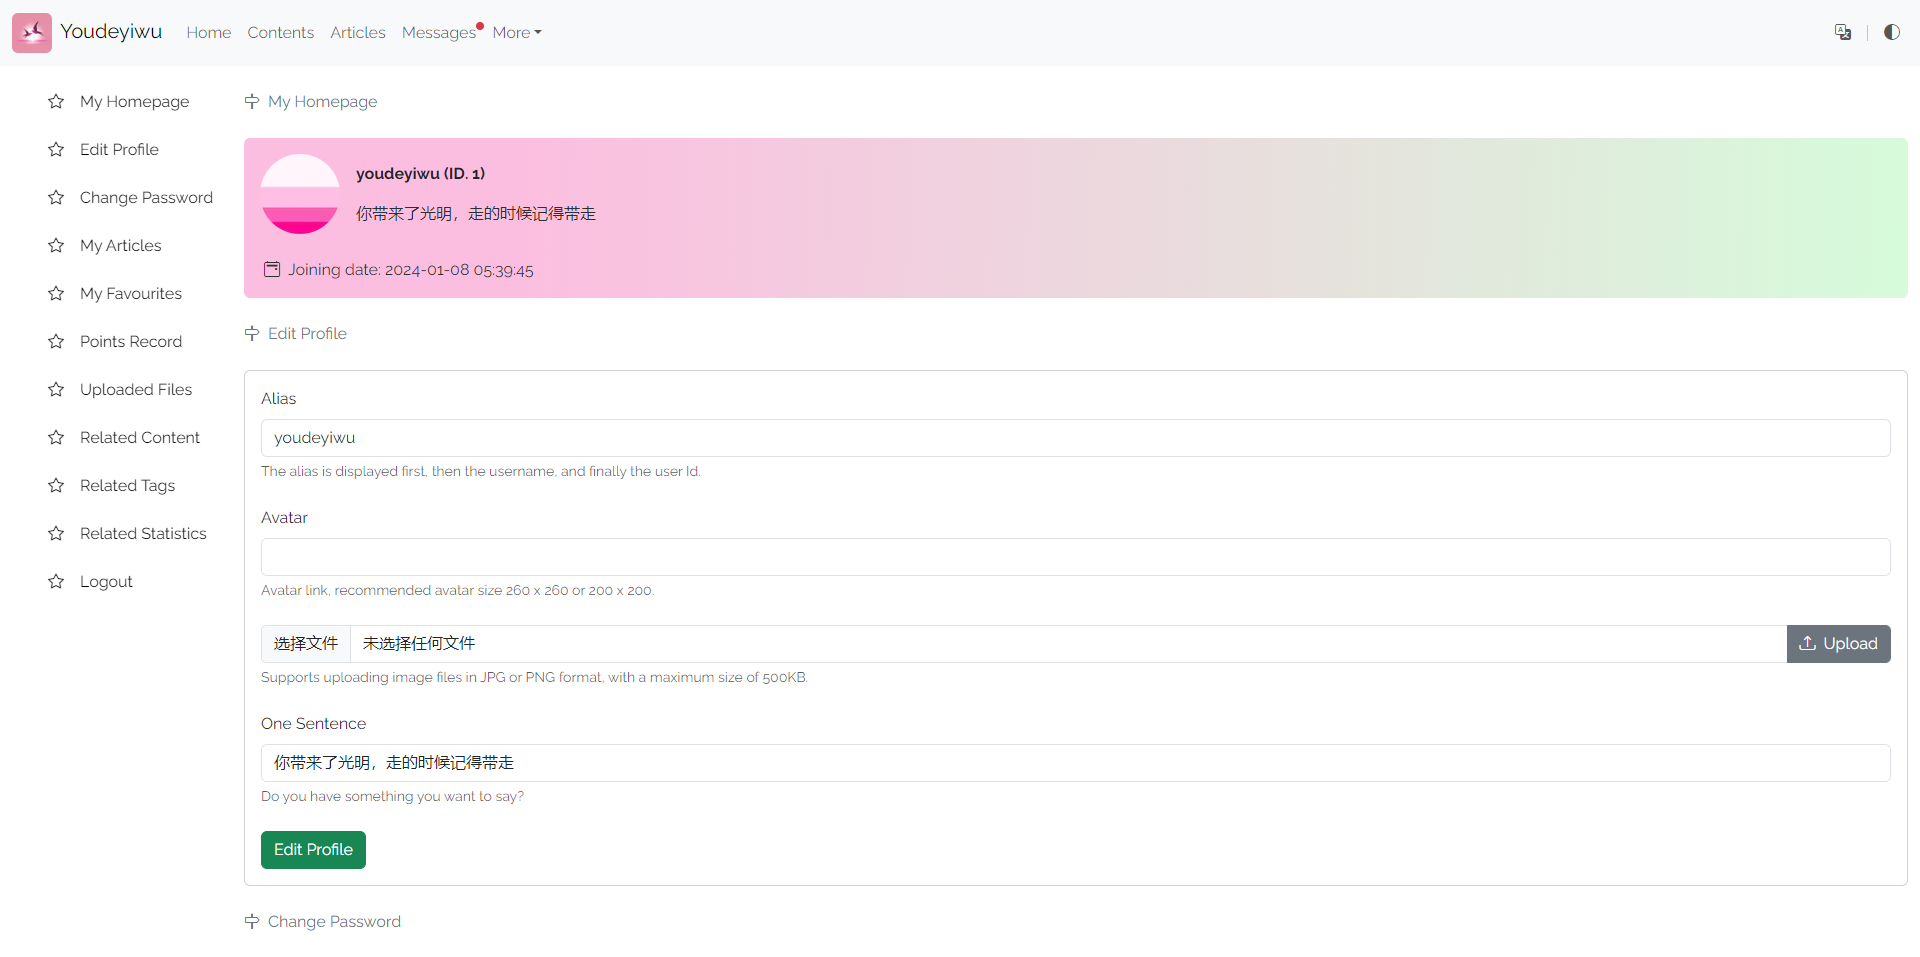 Youdeyiwu Home Contents Articles Messages More
My Homepage
Edit Profile
Change Password
My Articles
My Favourites
Points Record
Uploaded Files
Related Content
Related Tags
Related Statistics
Logout
My Homepage
youdeyiwu (ID. 1)
你带来了光明，走的时候记得带走
Joining date: 2024-01-08 05:39:45
Edit Profile
Alias
youdeyiwu
The alias is displayed first, then the username, and finally the user Id.
Avatar
Avatar link, recommended avatar size 260 x 260 or 200 x 200.
选择文件 未选择任何文件 Upload
Supports uploading image files in JPG or PNG format, with a maximum size of 500KB.
One Sentence
你带来了光明，走的时候记得带走
Do you have something you want to say?
Edit Profile
Change Password